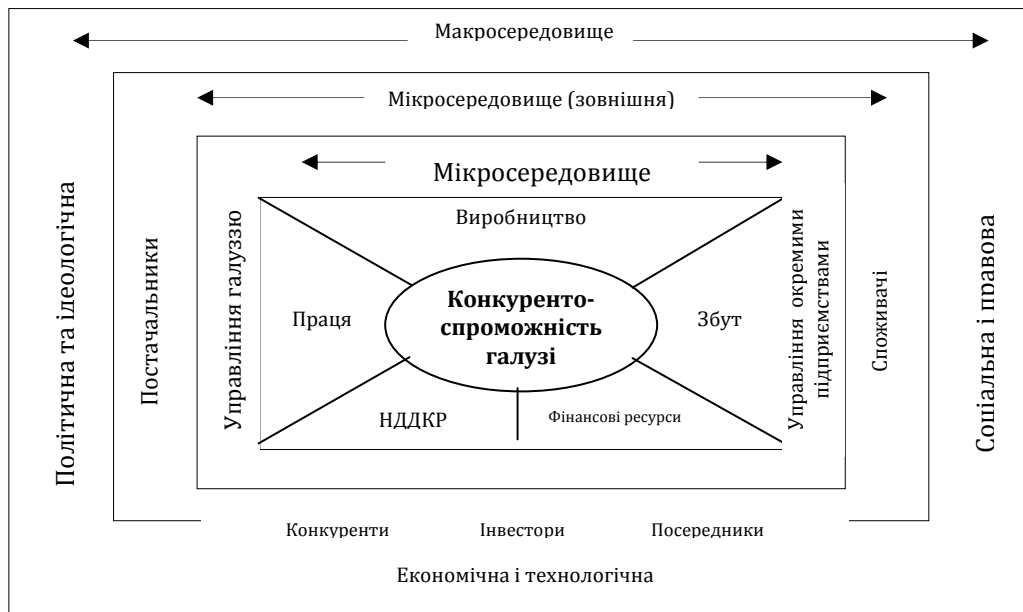 Макросередовище
Мікросередовище (зовнішня)
Мікросередовище
Виробництво
Політична та ідеологічна
Постачальники
Управління галуззю
Праця
Конкуренто-
спроможність
галузі
Збут
Управління окремими
підприємствами
Споживачі
Соціальна і правова
НДДКР
Фінансові ресурси
Конкуренти
Інвестори
Посередники
Економічна і технологічна